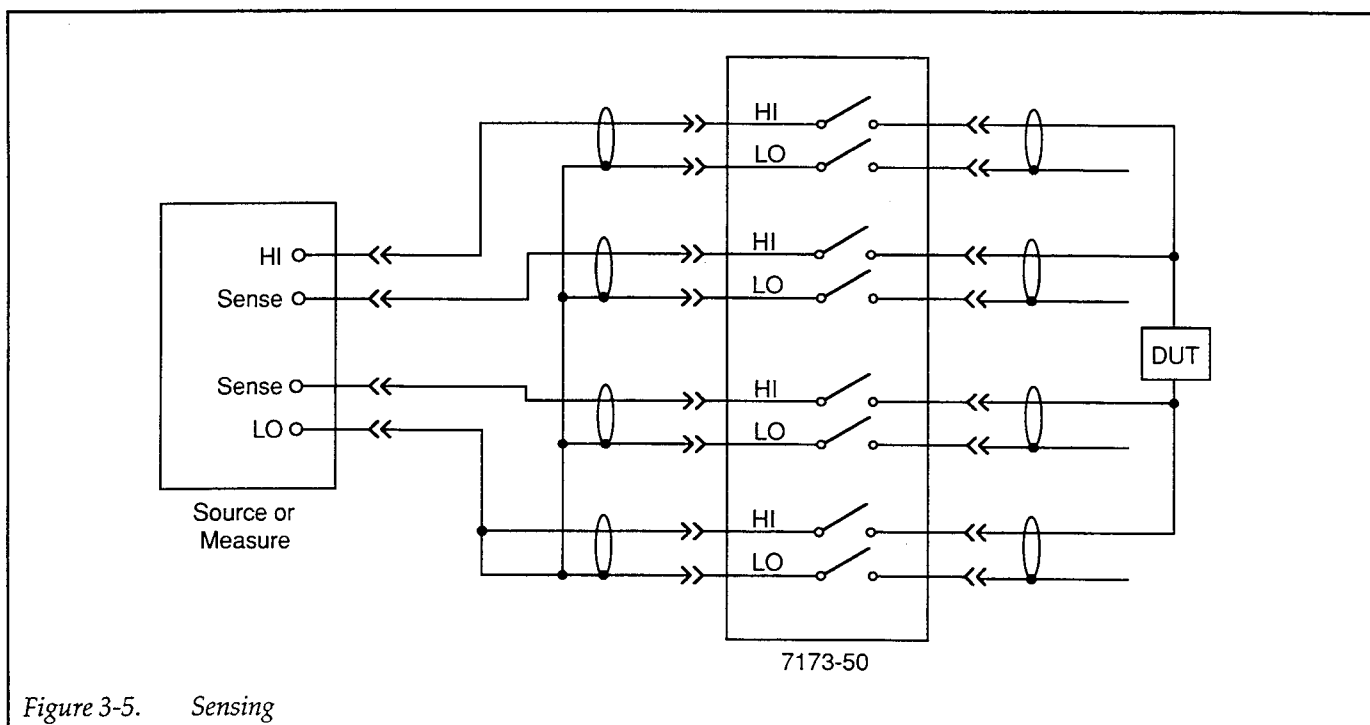 HI
LO
HI
Sense
HI
LO
DUT
Sense
LO
HI
LO
Source or
Measure
HI
LO
7173-50
Figure 3-5. Sensing